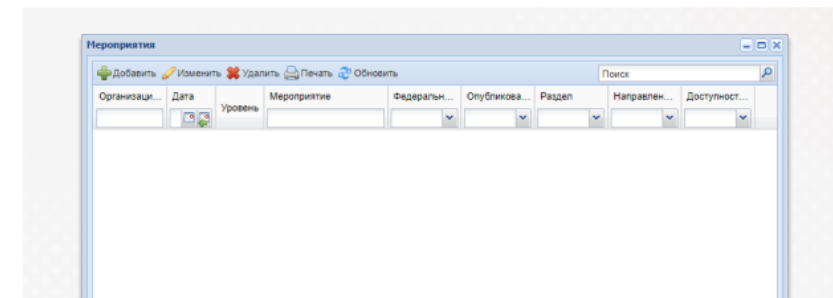 Мероприятия
Добавить Изменить Удалить Печать Обновить Поиск
Организаци... Дата Уровень Мероприятие Федеральн... Опубликова... Раздел Направлен... Доступност...